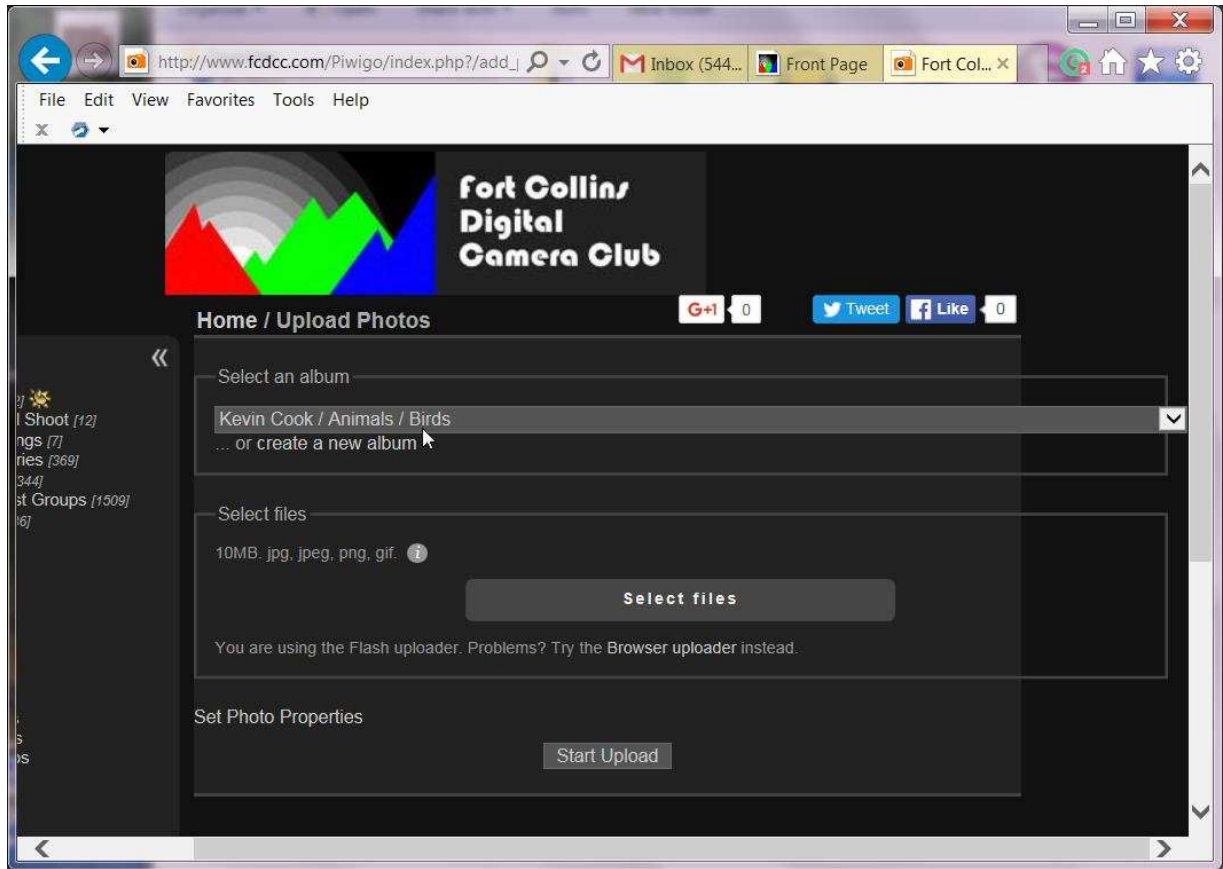 http://www.fcdcc.com/Piwigo/index.php?/add_
Inbox (544...
Front Page
Fort Col...
File Edit View Favorites Tools Help
Fort Collins
Digital
Camera Club
Home / Upload Photos
G+1 0
Tweet
Like 0
Select an album
Kevin Cook / Animals / Birds
... or create a new album
l Shoot [12]
ngs [7]
ries [369]
344]
st Groups [1509]
Select files
10MB. jpg, jpeg, png, gif.
Select files
You are using the Flash uploader. Problems? Try the Browser uploader instead.
Set Photo Properties
Start Upload